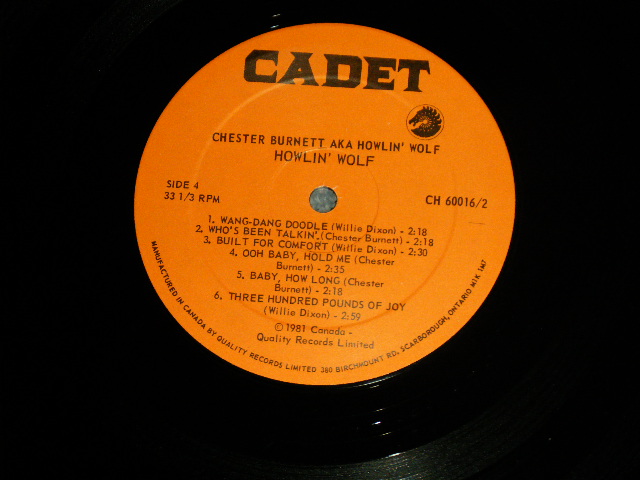 CADET
CHESTER BURNETT AKA HOWLIN' WOLF
HOWLIN' WOLF
SIDE 4
33 1/3 RPM
CH 60016/2
1. WANG-DANG DOODLE (Willie Dixon) - 2:18
2. WHO'S BEEN TALKIN'.(Chester Burnett) - 2:18
3. BUILT FOR COMFORT (Willie Dixon) - 2:30
4. OOH BABY, HOLD ME (Chester
Burnett) - 2:35
5. BABY, HOW LONG (Chester
Burnett) - 2:18
6. THREE HUNDRED POUNDS OF JOY
(Willie Dixon) - 2:59
© 1981 Canada -
Quality Records Limited
MANUFACTURED IN CANADA BY QUALITY RECORDS LIMITED 380 BIRCHMOUNT RD, SCARBOROUGH, ONTARIO M1K 1M7